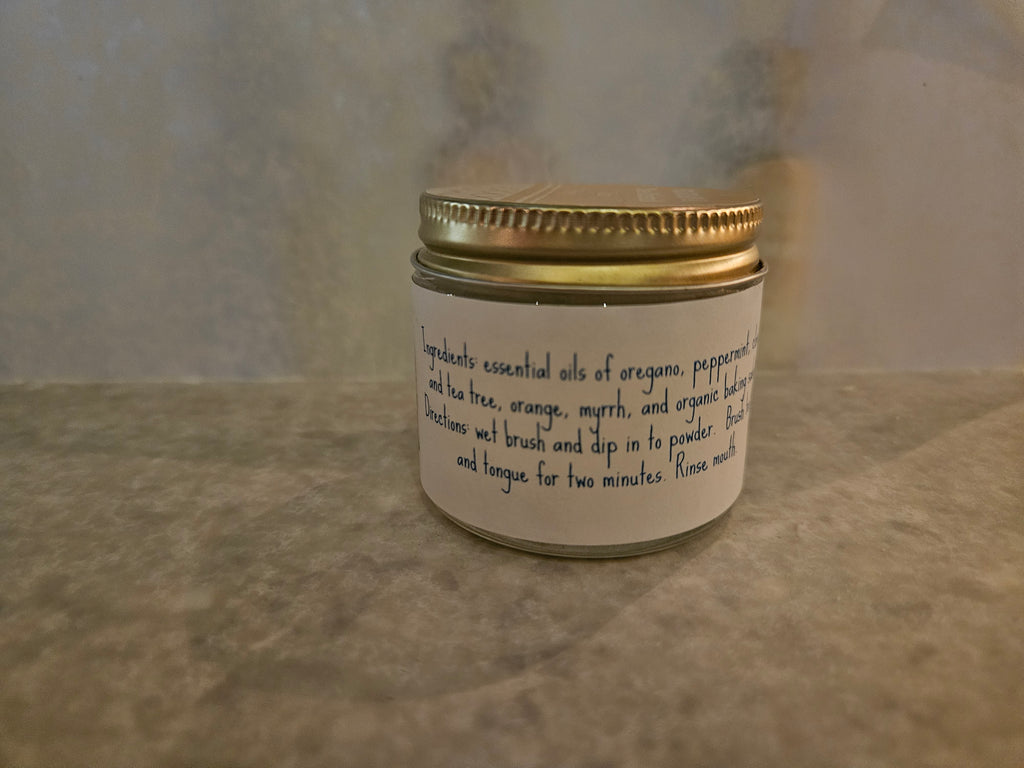 Ingredients: essential oils of oregano, peppermint,
and tea tree, orange, myrrh, and organic baking
Directions: wet brush and dip in to powder. Brush
and tongue for two minutes. Rinse mouth.